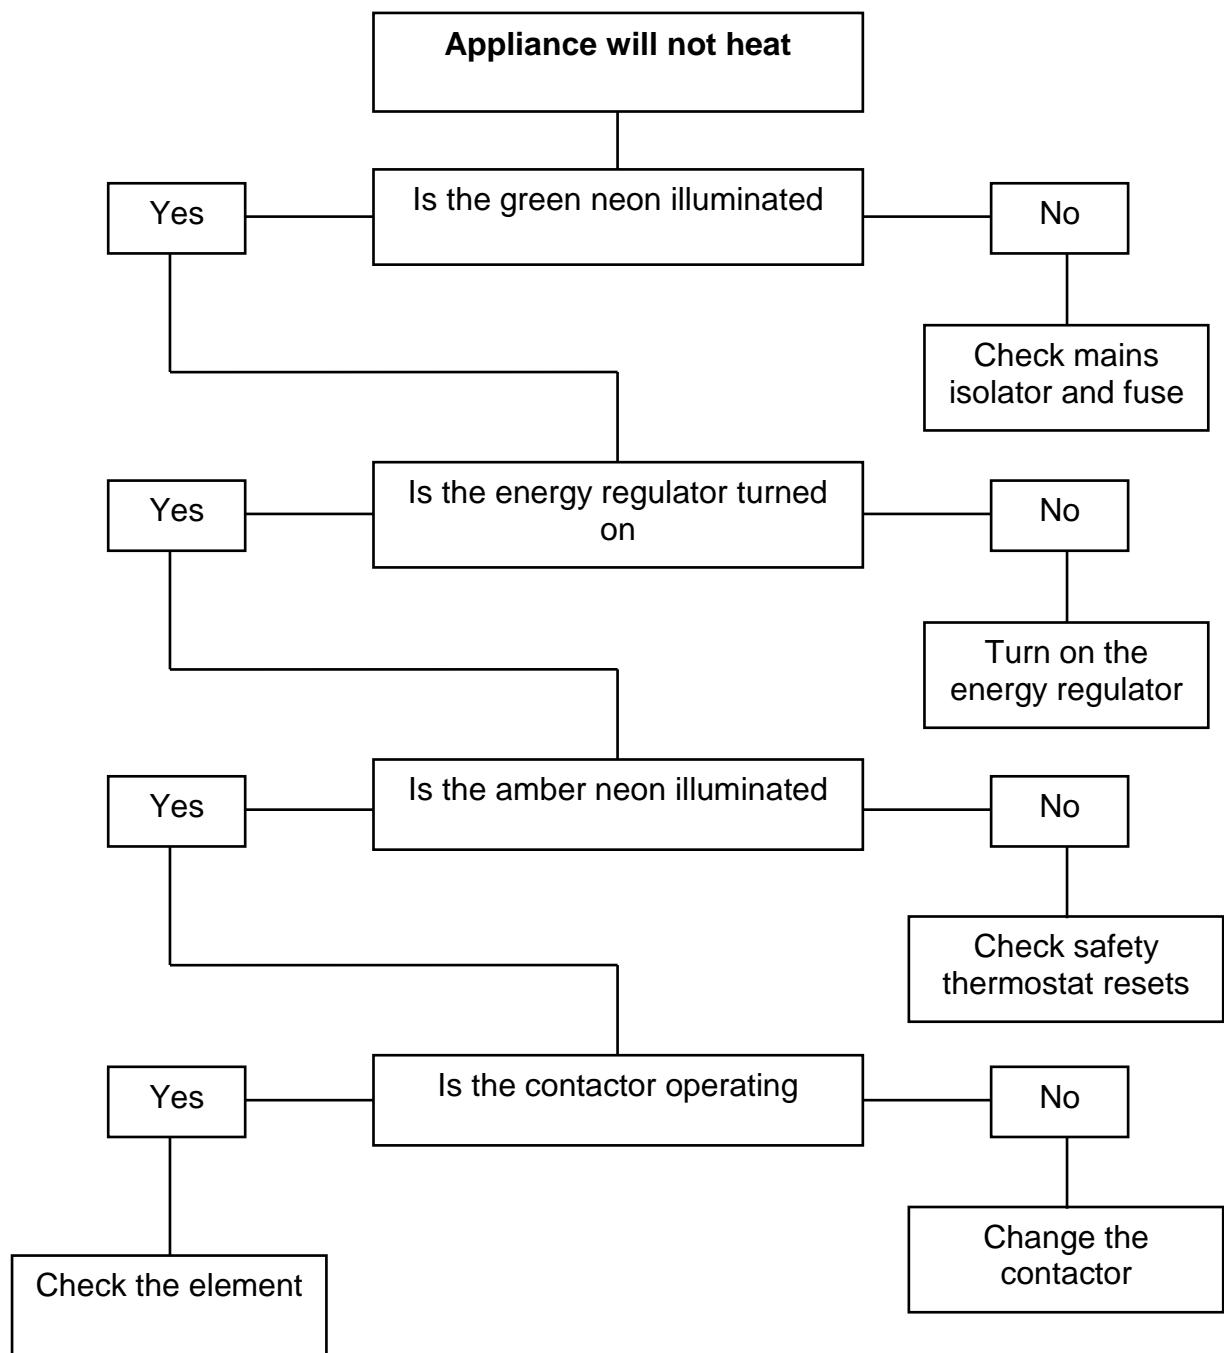 Appliance will not heat
Yes
Is the green neon illuminated
No
Check mains
isolator and fuse
Yes
Is the energy regulator turned
on
No
Turn on the
energy regulator
Yes
Is the amber neon illuminated
No
Check safety
thermostat resets
Yes
Is the contactor operating
No
Change the
contactor
Check the element